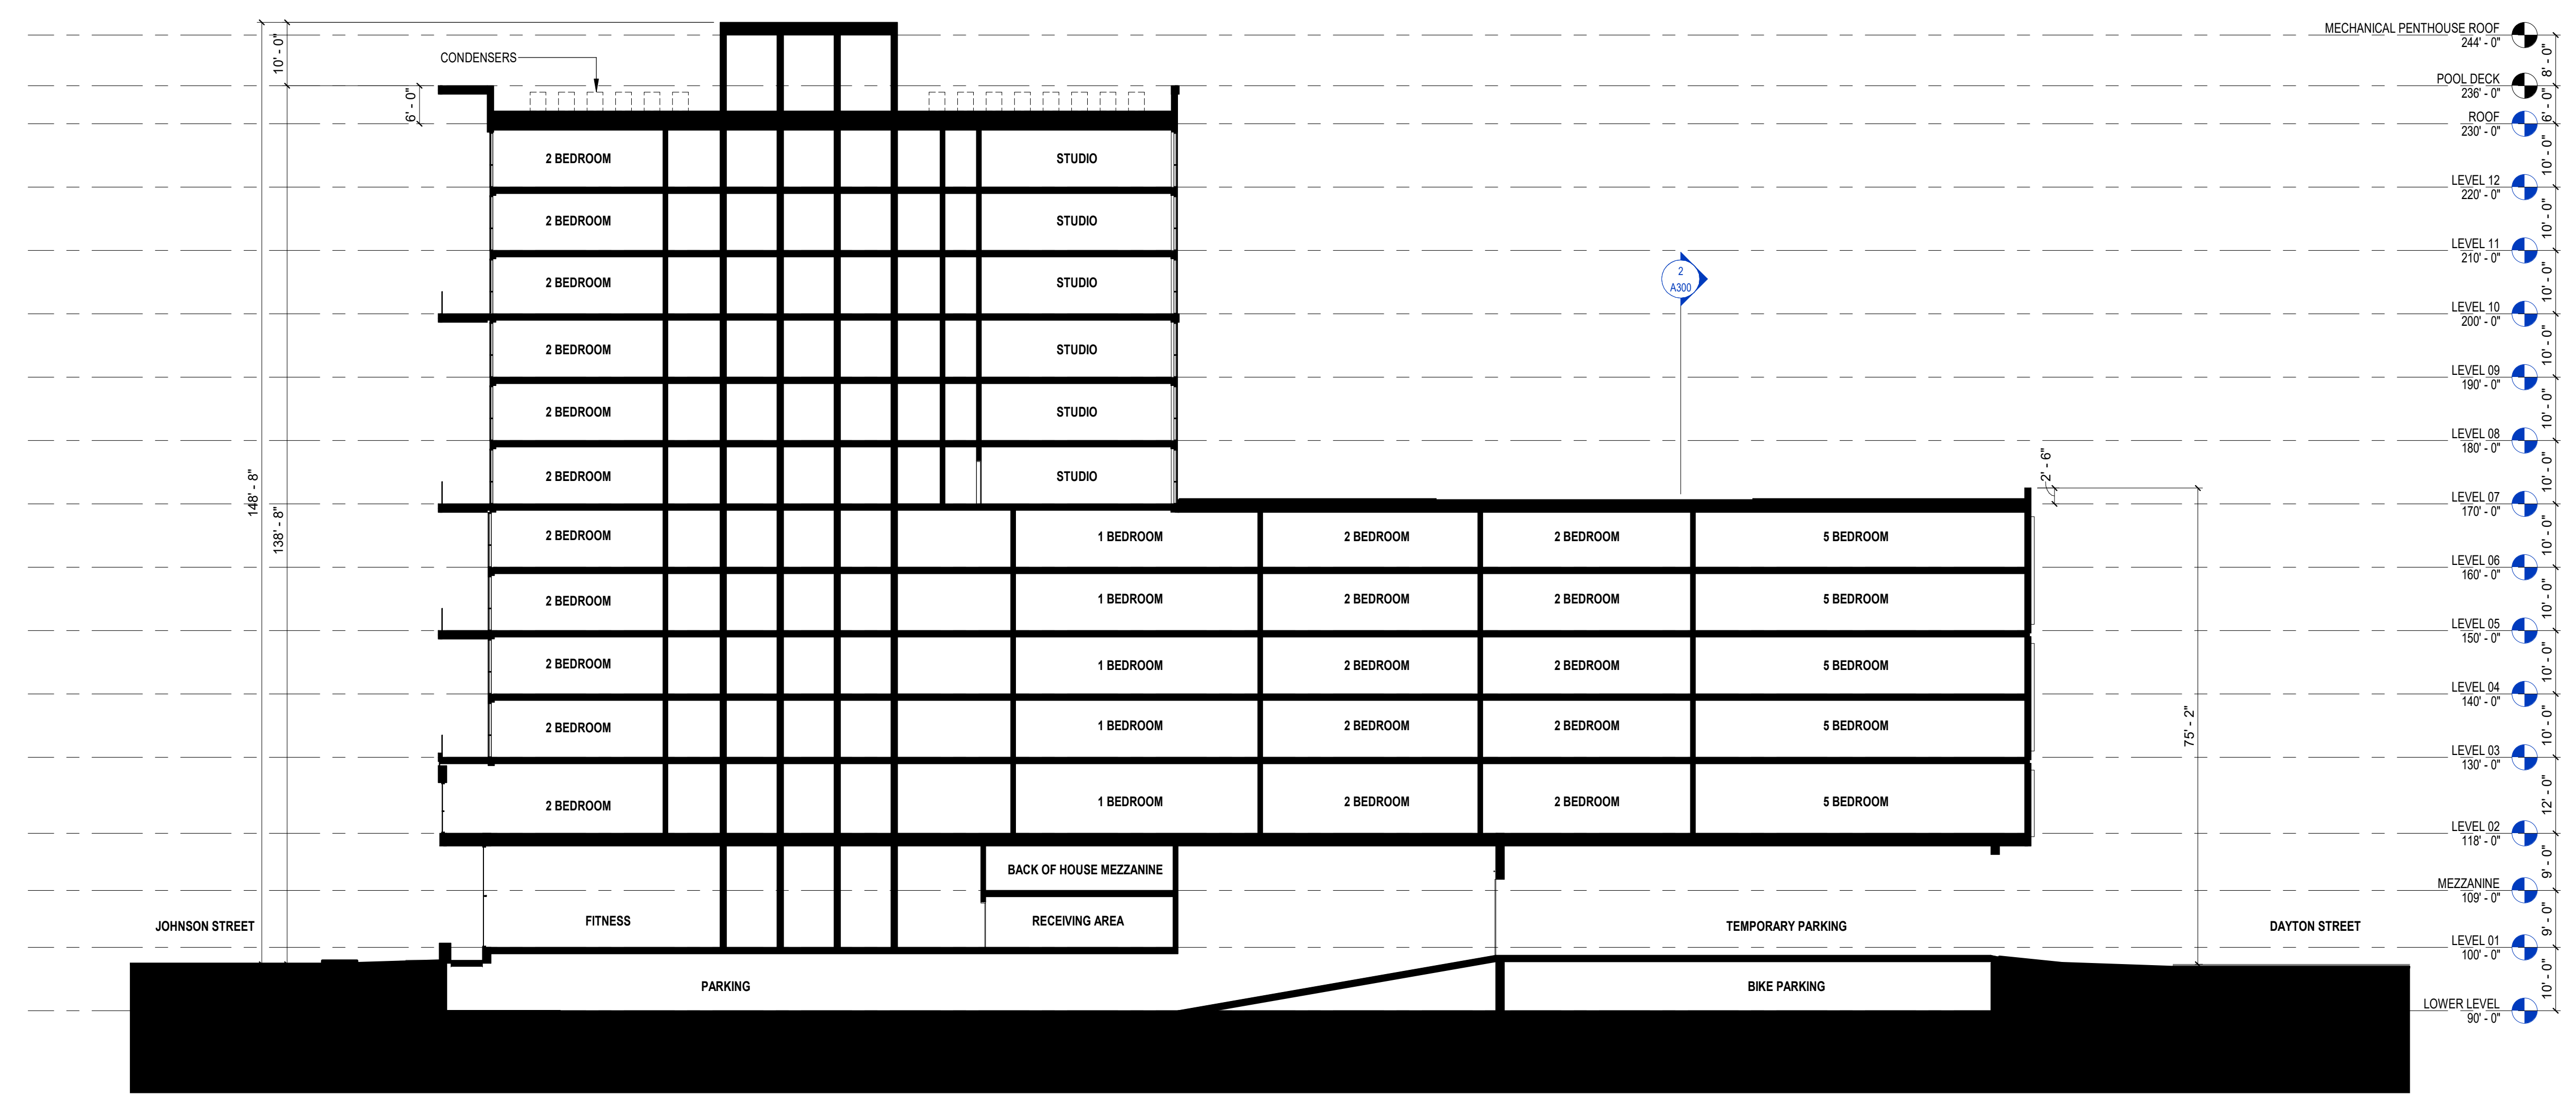 MECHANICAL PENTHOUSE ROOF
244' - 0"
10' - 0"
8' - 0"
CONDENSERS
POOL DECK
236' - 0"
6' - 0"
6' - 0"
ROOF
230' - 0"
2 BEDROOM STUDIO
10' - 0"
LEVEL 12
220' - 0"
2 BEDROOM STUDIO
10' - 0"
LEVEL 11
210' - 0"
2 BEDROOM STUDIO
2
A300
10' - 0"
LEVEL 10
200' - 0"
2 BEDROOM STUDIO
10' - 0"
LEVEL 09
190' - 0"
2 BEDROOM STUDIO
10' - 0"
LEVEL 08
180' - 0"
2 BEDROOM STUDIO
148' - 8"
2' - 6"
10' - 0"
LEVEL 07
170' - 0"
138' - 8"
2 BEDROOM 1 BEDROOM 2 BEDROOM 2 BEDROOM 5 BEDROOM
10' - 0"
LEVEL 06
160' - 0"
2 BEDROOM 1 BEDROOM 2 BEDROOM 2 BEDROOM 5 BEDROOM
10' - 0"
LEVEL 05
150' - 0"
2 BEDROOM 1 BEDROOM 2 BEDROOM 2 BEDROOM 5 BEDROOM
10' - 0"
LEVEL 04
140' - 0"
2 BEDROOM 1 BEDROOM 2 BEDROOM 2 BEDROOM 5 BEDROOM
75' - 2"
10' - 0"
LEVEL 03
130' - 0"
2 BEDROOM 1 BEDROOM 2 BEDROOM 2 BEDROOM 5 BEDROOM
12' - 0"
LEVEL 02
118' - 0"
BACK OF HOUSE MEZZANINE
9' - 0"
MEZZANINE
109' - 0"
JOHNSON STREET FITNESS RECEIVING AREA TEMPORARY PARKING DAYTON STREET
9' - 0"
LEVEL 01
100' - 0"
PARKING BIKE PARKING
10' - 0"
LOWER LEVEL
90' - 0"